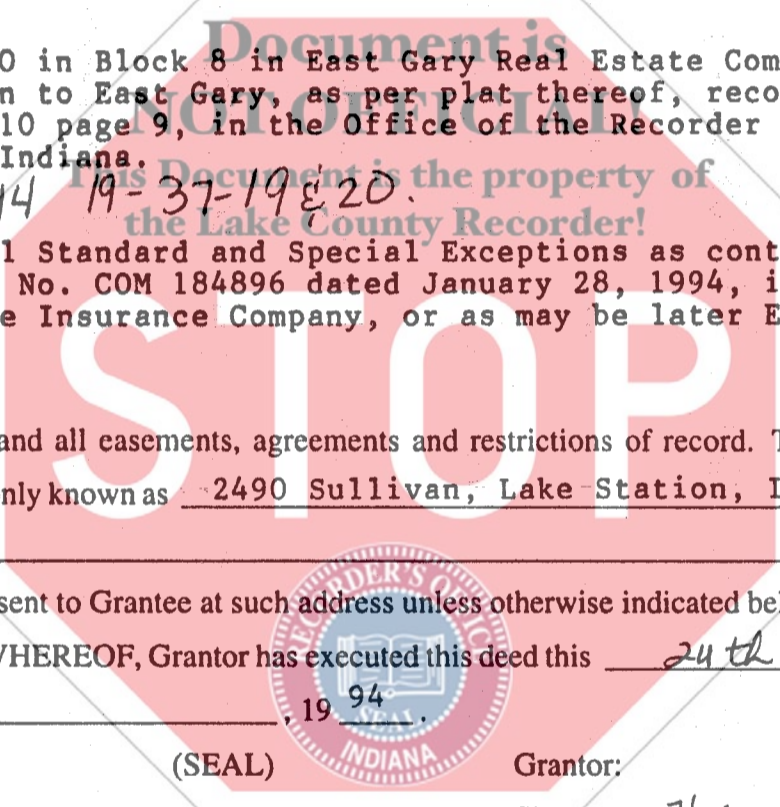 Document is
0 in Block 8 in East Gary Real Estate Com
n to East Gary, as per plat thereof, reco
NOT OFFICIAL!
10 page 9, in the Office of the Recorder
Indiana.
This Document is the property of
14 19-37-19 & 20.
the Lake County Recorder!
l Standard and Special Exceptions as cont
No. COM 184896 dated January 28, 1994, i
e Insurance Company, or as may be later E
STOP
and all easements, agreements and restrictions of record. T
nly known as 2490 Sullivan, Lake Station, I
RECORDER'S OFFIC
sent to Grantee at such address unless otherwise indicated be
WHEREOF, Grantor has executed this deed this 24th
, 19 94 .
SEAL
INDIANA
(SEAL) Grantor: